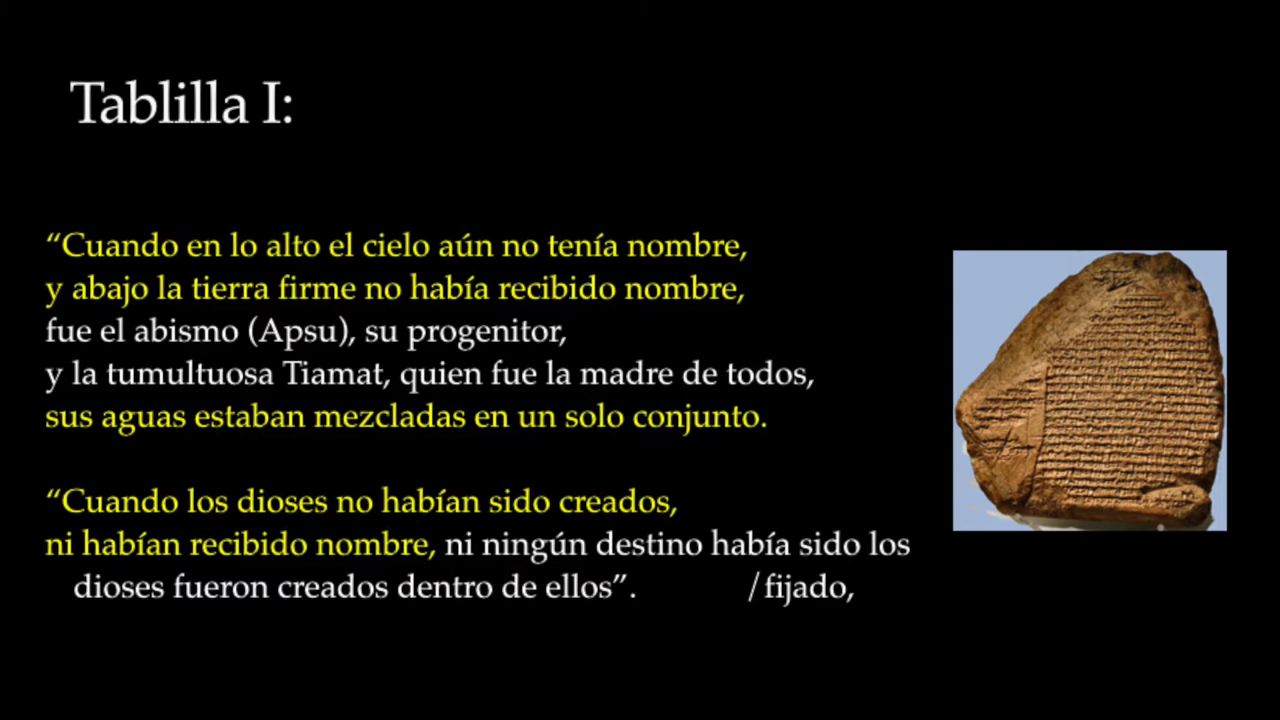 Tablilla I:
“Cuando en lo alto el cielo aún no tenía nombre,
y abajo la tierra firme no había recibido nombre,
fue el abismo (Apsu), su progenitor,
y la tumultuosa Tiamat, quien fue la madre de todos,
sus aguas estaban mezcladas en un solo conjunto.
“Cuando los dioses no habían sido creados,
ni habían recibido nombre, ni ningún destino había sido los
dioses fueron creados dentro de ellos”. /fijado,